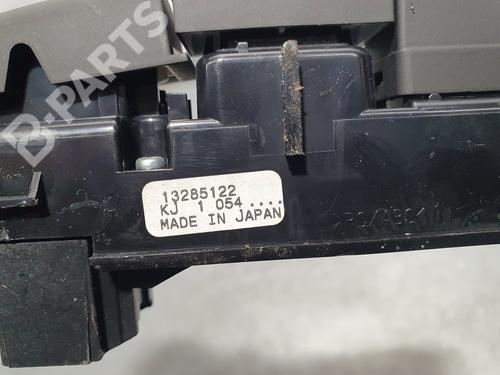 B-PARTS
13285122
KJ 1 054 ....
MADE IN JAPAN